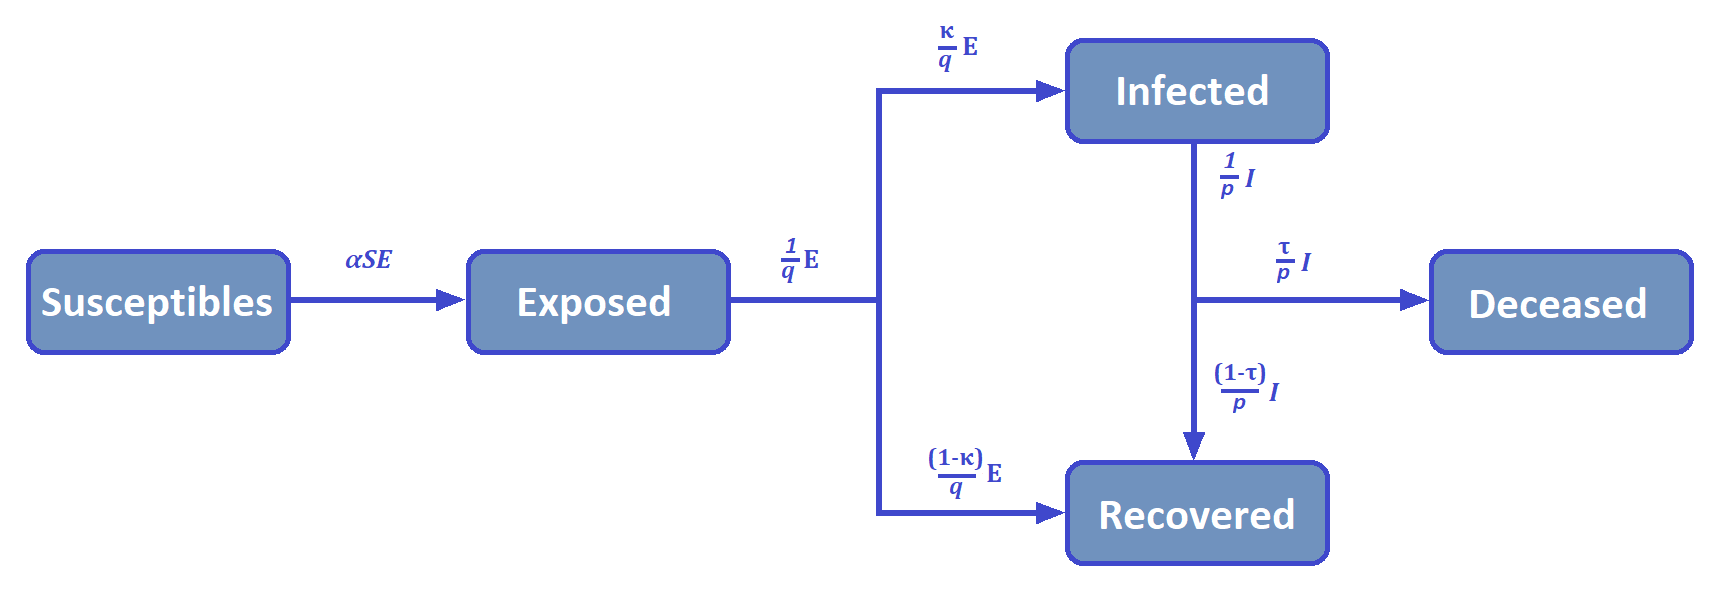 κ/q E
Infected
1/p I
αSE
1/q E
τ/p I
Susceptibles
Exposed
Deceased
(1-τ)/p I
(1-κ)/q E
Recovered